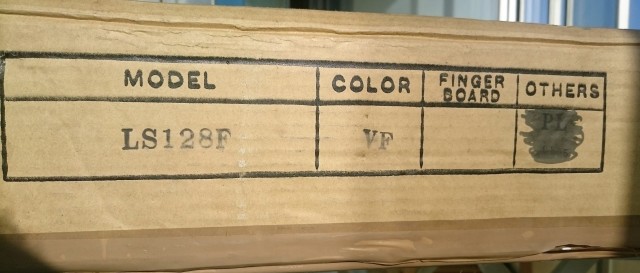 MODEL COLOR FINGER BOARD OTHERS
LS128F VF